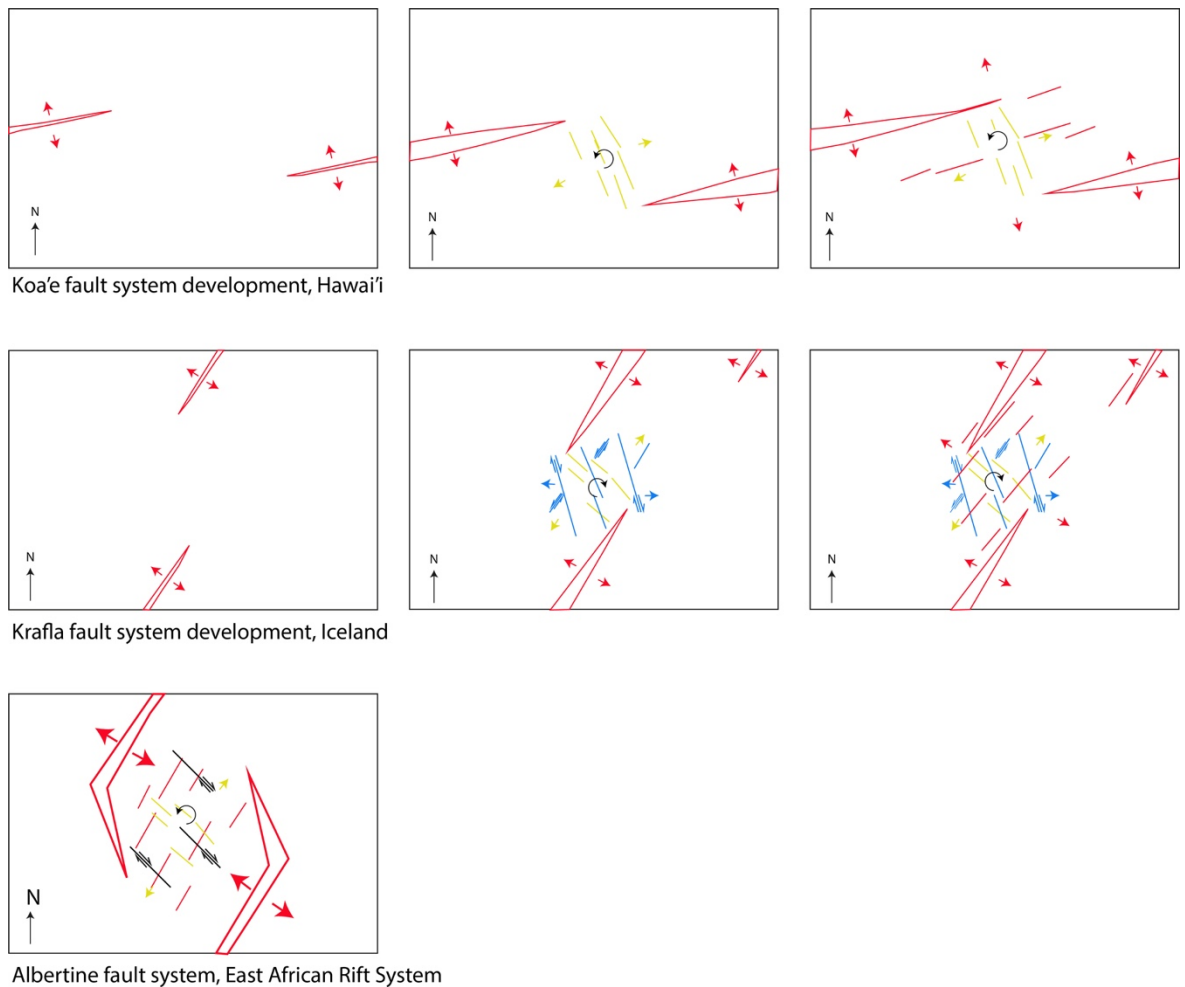 N
N
N
Koa'e fault system development, Hawai'i
N
N
N
Krafla fault system development, Iceland
N
Albertine fault system, East African Rift System